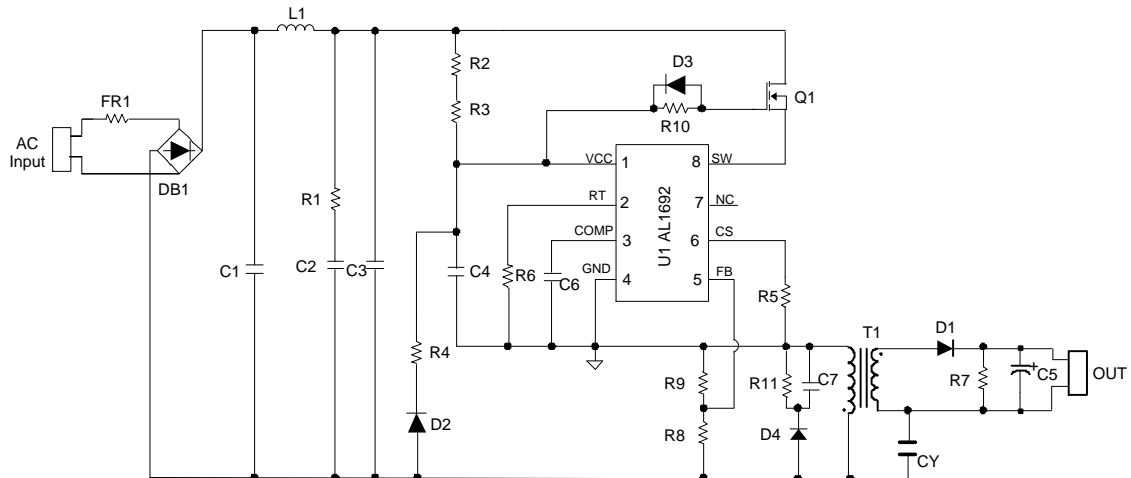 L1
FR1
AC
Input
DB1
C1
R1
C2
C3
R2
R3
D3
R10
Q1
VCC
1
8
SW
RT
2
7
NC
COMP
3
6
CS
GND
4
5
FB
U1 AL1692
C4
R6
C6
R5
R4
D2
R9
R8
R11
C7
D4
T1
D1
R7
+
C5
OUT
CY